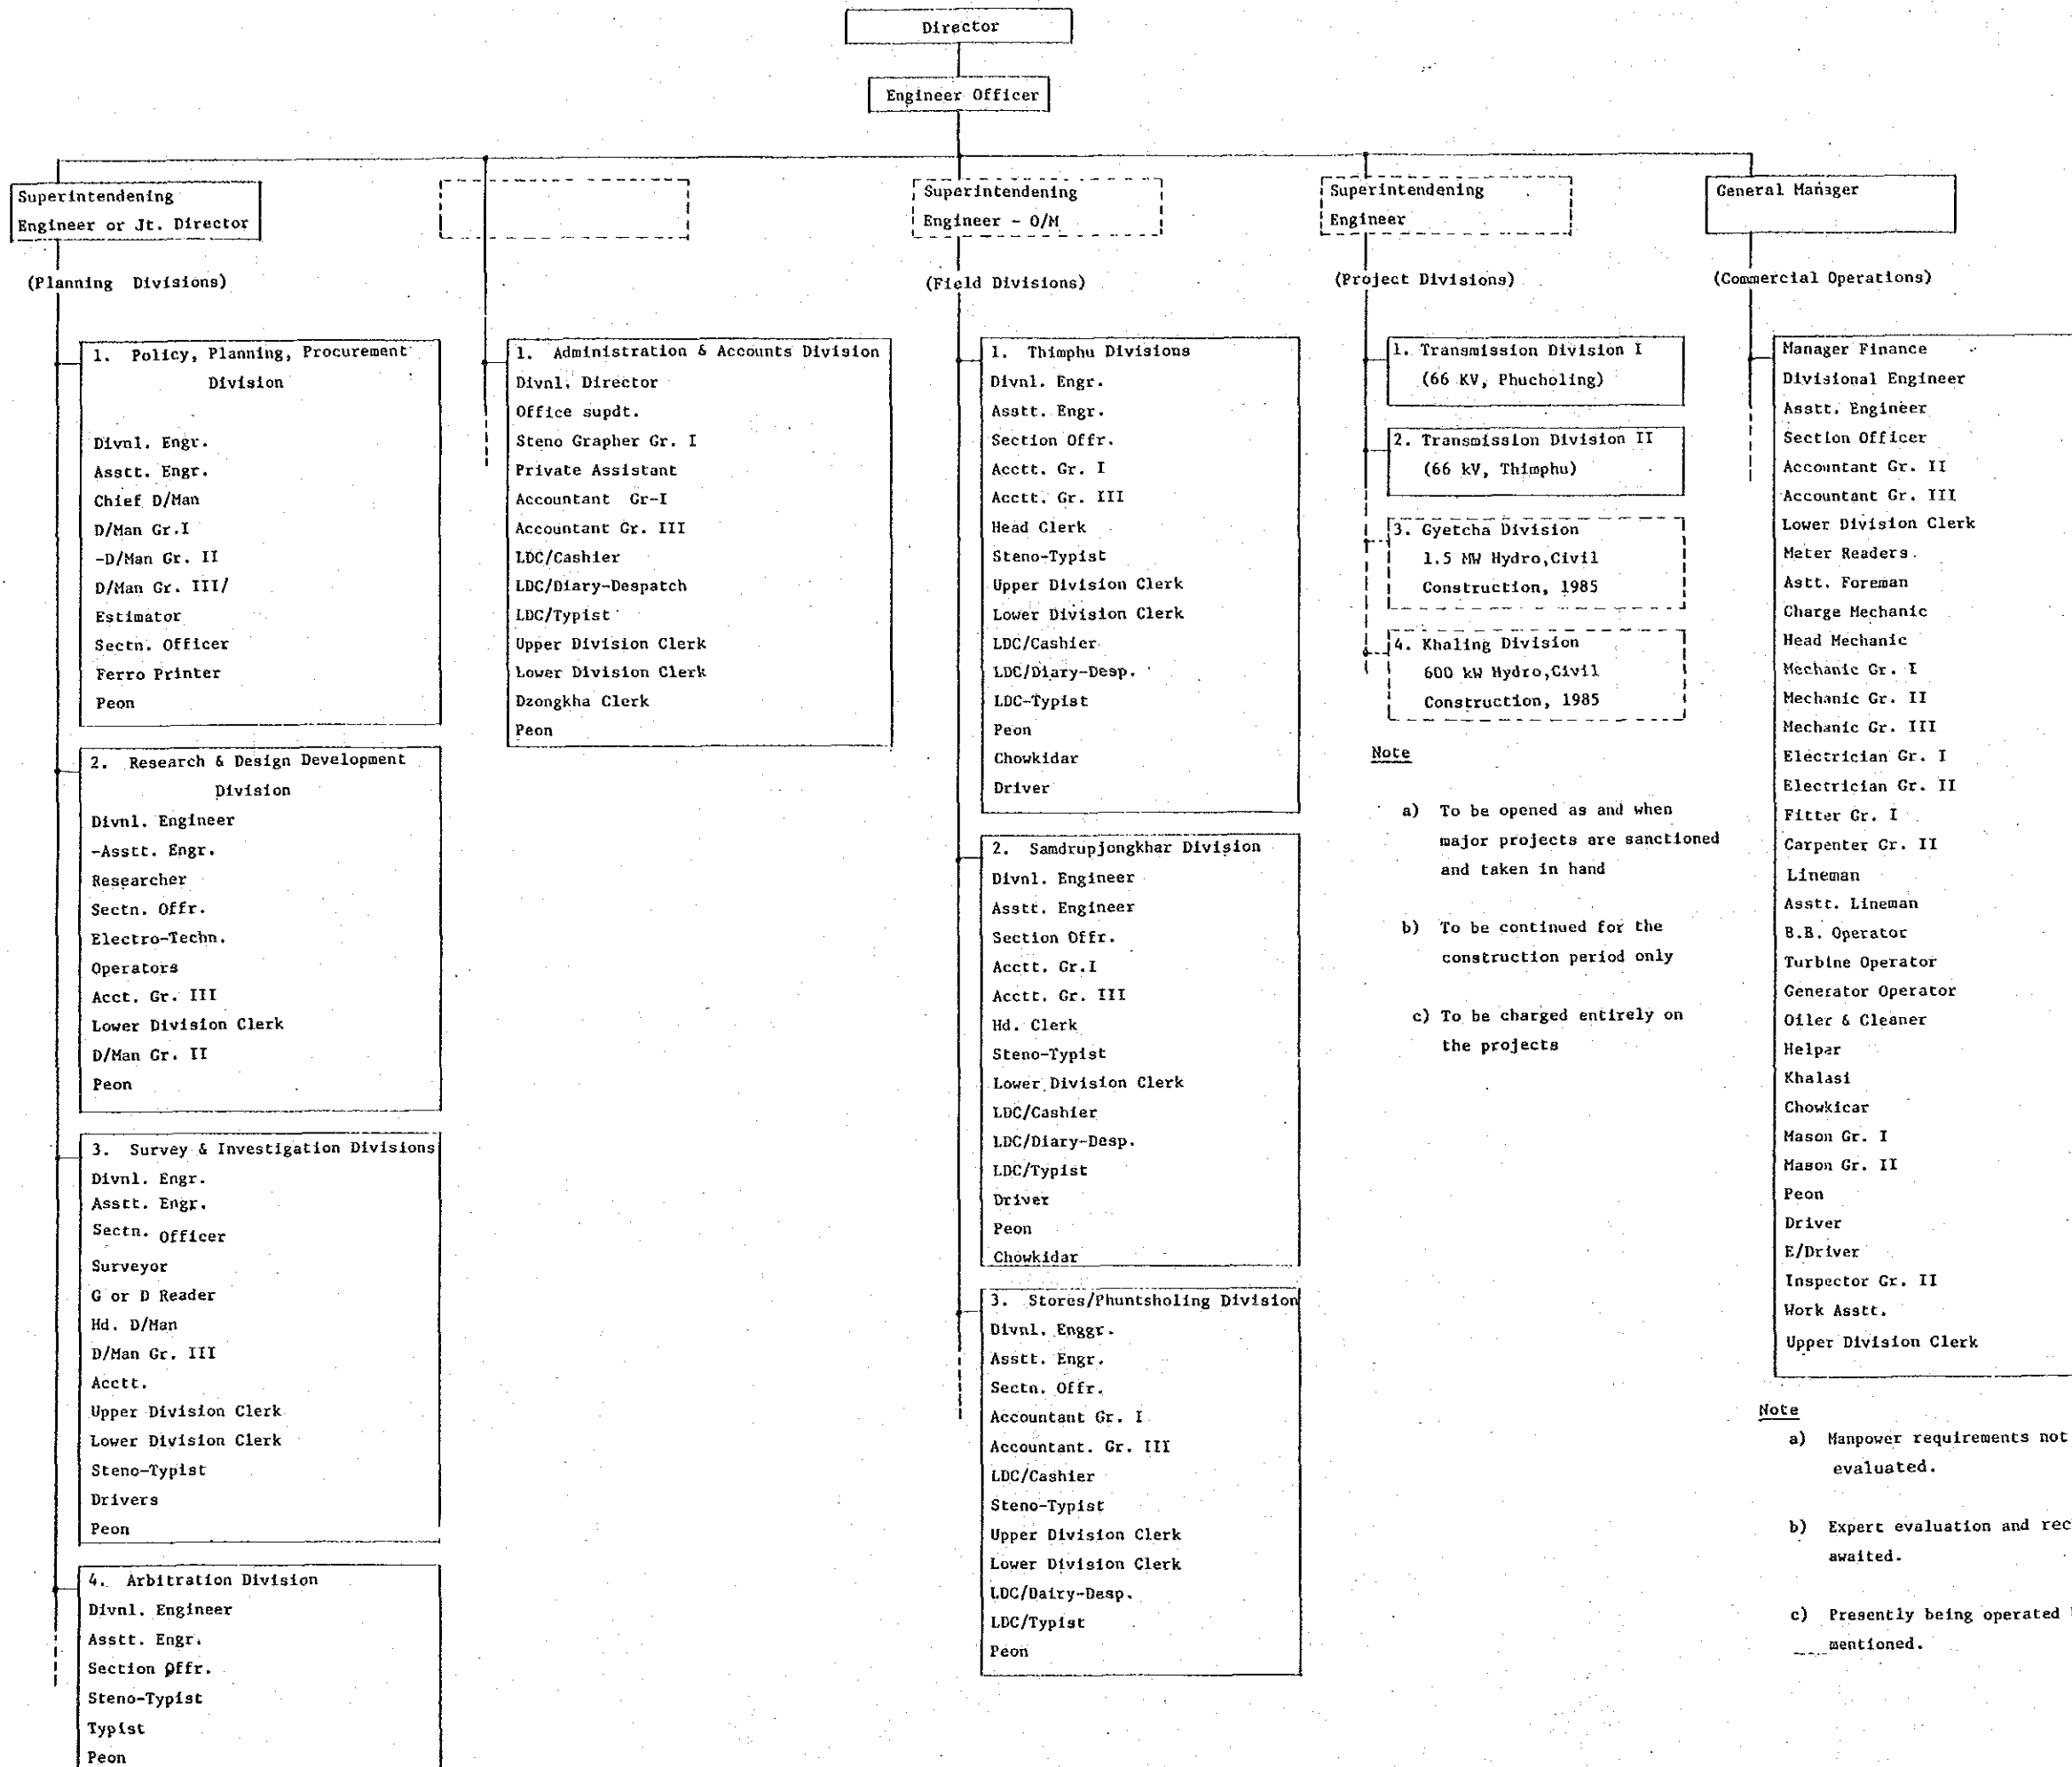 Director
Engineer Officer
Superintendening
Engineer or Jt. Director
(Planning Divisions)
1. Policy, Planning, Procurement
Division
Divnl. Engr.
Asstt. Engr.
Chief D/Man
D/Man Gr.I
-D/Man Gr. II
D/Man Gr. III/
Estimator
Sectn. Officer
Ferro Printer
Peon
2. Research & Design Development
Division
Divnl. Engineer
-Asstt. Engr.
Researcher
Sectn. Offr.
Electro-Techn.
Operators
Acct. Gr. III
Lower Division Clerk
D/Man Gr. II
Peon
3. Survey & Investigation Divisions
Divnl. Engr.
Asstt. Engr.
Sectn. Officer
Surveyor
G or D Reader
Hd. D/Man
D/Man Gr. III
Acctt.
Upper Division Clerk
Lower Division Clerk
Steno-Typist
Drivers
Peon
4. Arbitration Division
Divnl. Engineer
Asstt. Engr.
Section Offr.
Steno-Typist
Typist
Peon
1. Administration & Accounts Division
Divnl. Director
Office supdt.
Steno Grapher Gr. I
Private Assistant
Accountant Gr-I
Accountant Gr. III
LDC/Cashier
LDC/Diary-Despatch
LDC/Typist
Upper Division Clerk
Lower Division Clerk
Dzongkha Clerk
Peon
Superintendening
Engineer - O/M
(Field Divisions)
1. Thimphu Divisions
Divnl. Engr.
Asstt. Engr.
Section Offr.
Acctt. Gr. I
Acctt. Gr. III
Head Clerk
Steno-Typist
Upper Division Clerk
Lower Division Clerk
LDC/Cashier
LDC/Diary-Desp.
LDC-Typist
Peon
Chowkidar
Driver
2. Samdrupjongkhar Division
Divnl. Engineer
Asstt. Engineer
Section Offr.
Acctt. Gr.I
Acctt. Gr. III
Hd. Clerk
Steno-Typist
Lower Division Clerk
LDC/Cashier
LDC/Diary-Desp.
LDC/Typist
Driver
Peon
Chowkidar
3. Stores/Phuntsholing Division
Divnl. Enggr.
Asstt. Engr.
Sectn. Offr.
Accountant Gr. I
Accountant. Gr. III
LDC/Cashier
Steno-Typist
Upper Division Clerk
Lower Division Clerk
LDC/Dairy-Desp.
LDC/Typist
Peon
Superintendening
Engineer
(Project Divisions)
1. Transmission Division I
(66 KV, Phucholing)
2. Transmission Division II
(66 kV, Thimphu)
3. Gyetcha Division
1.5 MW Hydro,Civil
Construction, 1985
4. Khaling Division
600 kW Hydro,Civil
Construction, 1985
Note
a) To be opened as and when
major projects are sanctioned
and taken in hand
b) To be continued for the
construction period only
c) To be charged entirely on
the projects
General Manager
(Commercial Operations)
Manager Finance
Divisional Engineer
Asstt. Engineer
Section Officer
Accountant Gr. II
Accountant Gr. III
Lower Division Clerk
Meter Readers.
Astt. Foreman
Charge Mechanic
Head Mechanic
Mechanic Gr. I
Mechanic Gr. II
Mechanic Gr. III
Electrician Gr. I
Electrician Gr. II
Fitter Gr. I
Carpenter Gr. II
Lineman
Asstt. Lineman
B.B. Operator
Turbine Operator
Generator Operator
Oiler & Cleaner
Helpar
Khalasi
Chowkicar
Mason Gr. I
Mason Gr. II
Peon
Driver
E/Driver
Inspector Gr. II
Work Asstt.
Upper Division Clerk
Note
a) Manpower requirements not
evaluated.
b) Expert evaluation and rec
awaited.
c) Presently being operated
mentioned.